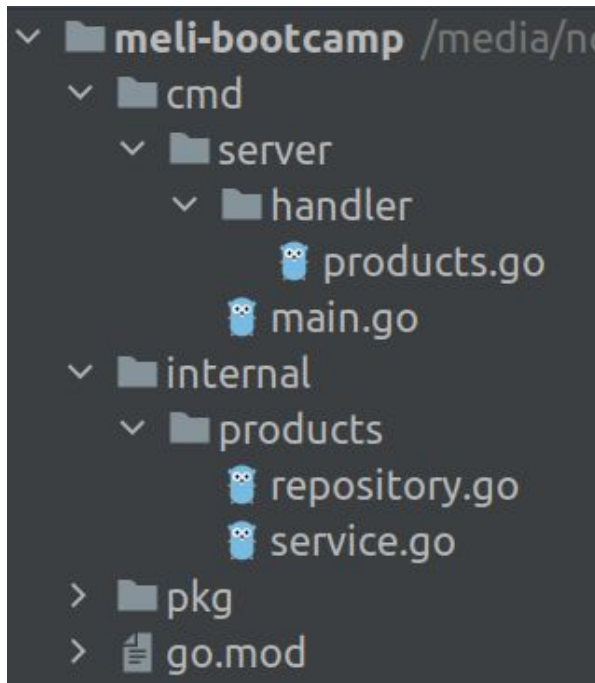 meli-bootcamp /media/
cmd
server
handler
products.go
main.go
internal
products
repository.go
service.go
pkg
go.mod